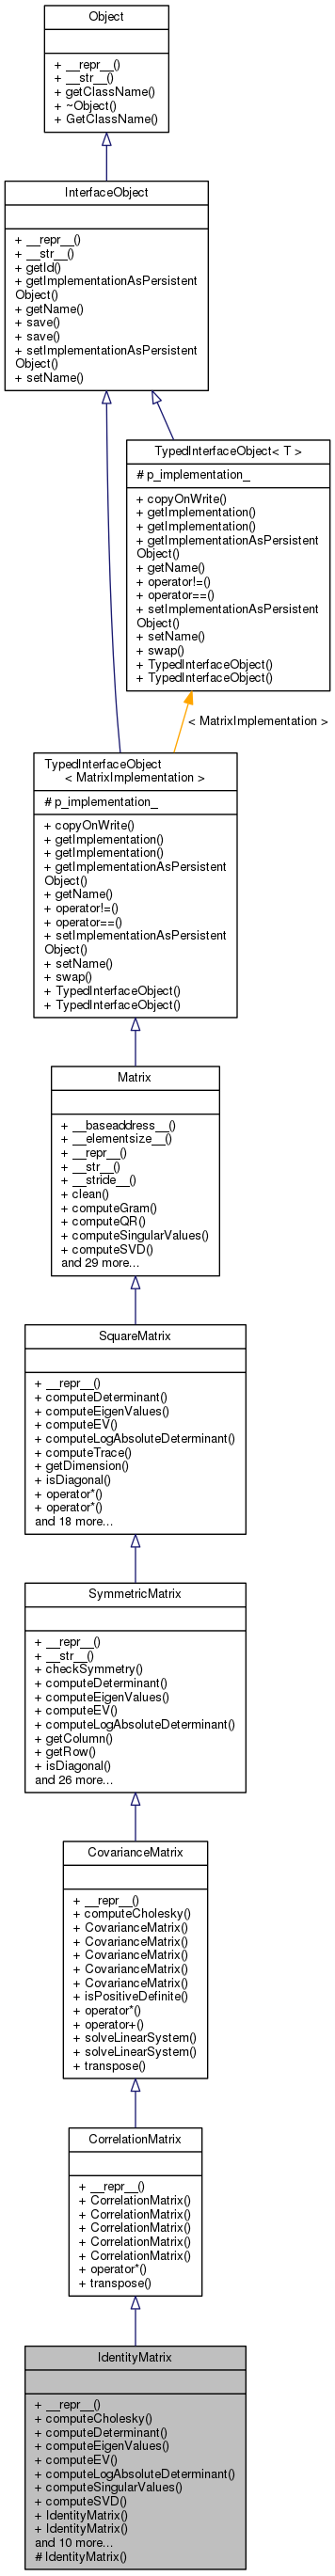 Object
+ __repr__()
+ __str__()
+ getClassName()
+ ~Object()
+ GetClassName()
InterfaceObject
+ __repr__()
+ __str__()
+ getId()
+ getImplementationAsPersistent
Object()
+ getName()
+ save()
+ save()
+ setImplementationAsPersistent
Object()
+ setName()
TypedInterfaceObject< T >
# p_implementation_
+ copyOnWrite()
+ getImplementation()
+ getImplementation()
+ getImplementationAsPersistent
Object()
+ getName()
+ operator!=()
+ operator==()
+ setImplementationAsPersistent
Object()
+ setName()
+ swap()
+ TypedInterfaceObject()
+ TypedInterfaceObject()
< MatrixImplementation >
TypedInterfaceObject
< MatrixImplementation >
# p_implementation_
+ copyOnWrite()
+ getImplementation()
+ getImplementation()
+ getImplementationAsPersistent
Object()
+ getName()
+ operator!=()
+ operator==()
+ setImplementationAsPersistent
Object()
+ setName()
+ swap()
+ TypedInterfaceObject()
+ TypedInterfaceObject()
Matrix
+ __baseaddress__()
+ __elementsize__()
+ __repr__()
+ __str__()
+ __stride__()
+ clean()
+ computeGram()
+ computeQR()
+ computeSingularValues()
+ computeSVD()
and 29 more...
SquareMatrix
+ __repr__()
+ computeDeterminant()
+ computeEigenValues()
+ computeEV()
+ computeLogAbsoluteDeterminant()
+ computeTrace()
+ getDimension()
+ isDiagonal()
+ operator*()
+ operator*()
and 18 more...
SymmetricMatrix
+ __repr__()
+ __str__()
+ checkSymmetry()
+ computeDeterminant()
+ computeEigenValues()
+ computeEV()
+ computeLogAbsoluteDeterminant()
+ getColumn()
+ getRow()
+ isDiagonal()
and 26 more...
CovarianceMatrix
+ __repr__()
+ computeCholesky()
+ CovarianceMatrix()
+ CovarianceMatrix()
+ CovarianceMatrix()
+ CovarianceMatrix()
+ CovarianceMatrix()
+ isPositiveDefinite()
+ operator*()
+ operator+()
+ solveLinearSystem()
+ solveLinearSystem()
+ transpose()
CorrelationMatrix
+ __repr__()
+ CorrelationMatrix()
+ CorrelationMatrix()
+ CorrelationMatrix()
+ CorrelationMatrix()
+ CorrelationMatrix()
+ operator*()
+ transpose()
IdentityMatrix
+ __repr__()
+ computeCholesky()
+ computeDeterminant()
+ computeEigenValues()
+ computeEV()
+ computeLogAbsoluteDeterminant()
+ computeSingularValues()
+ computeSVD()
+ IdentityMatrix()
+ IdentityMatrix()
and 10 more...
# IdentityMatrix()